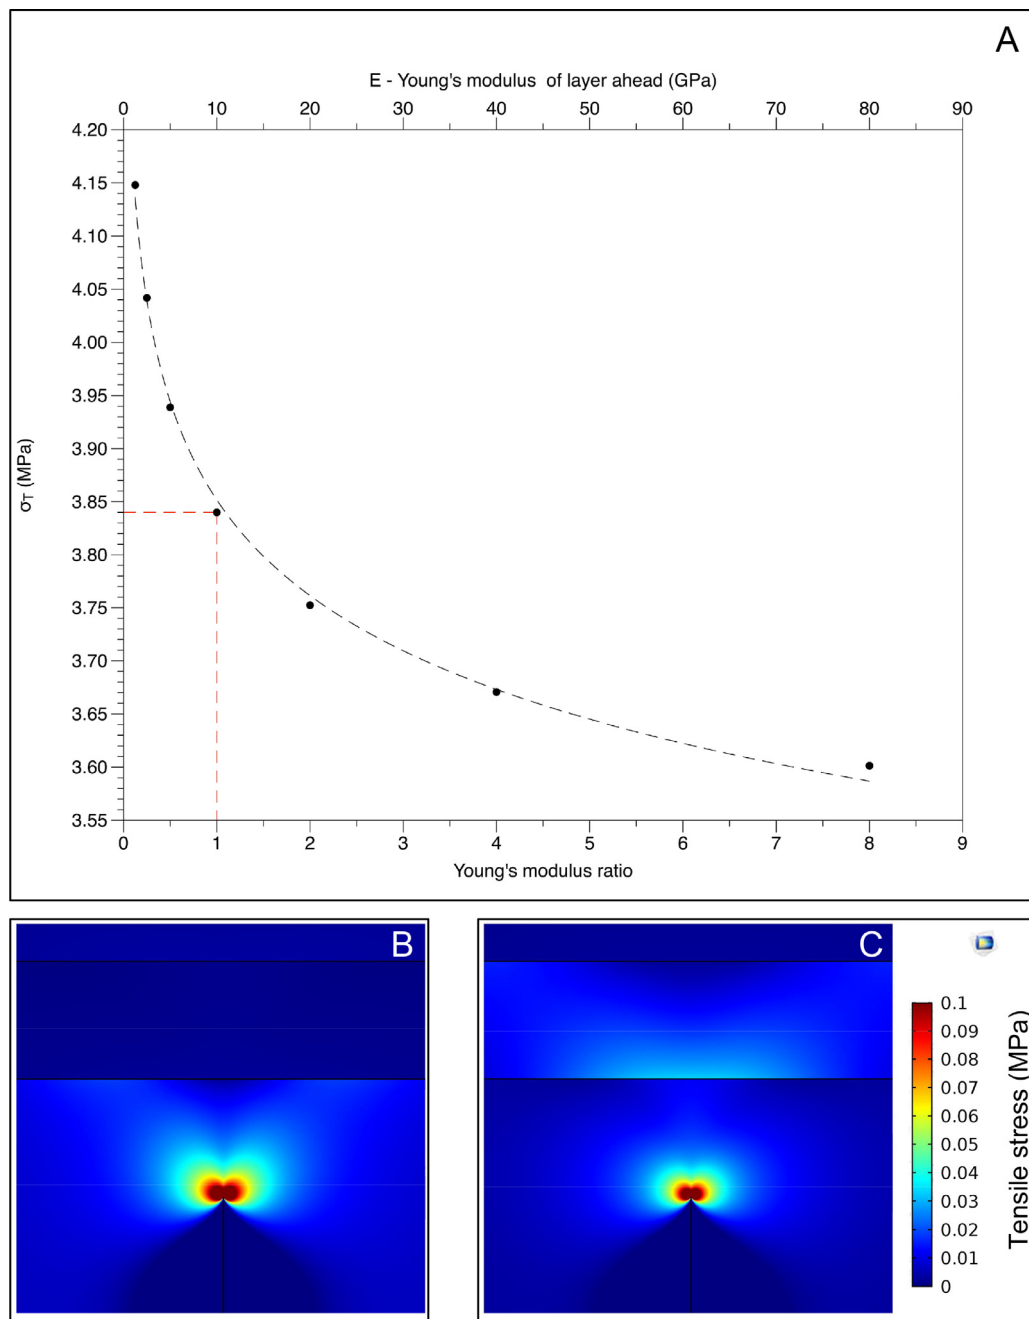 A
E - Young's modulus of layer ahead (GPa)
0 10 20 30 40 50 60 70 80 90
4.20
4.15
4.10
4.05
4.00
3.95
3.90
3.85
3.80
3.75
3.70
3.65
3.60
3.55
σT (MPa)
0 1 2 3 4 5 6 7 8 9
Young's modulus ratio
B
C
0.1
0.09
0.08
0.07
0.06
0.05
0.04
0.03
0.02
0.01
0
Tensile stress (MPa)